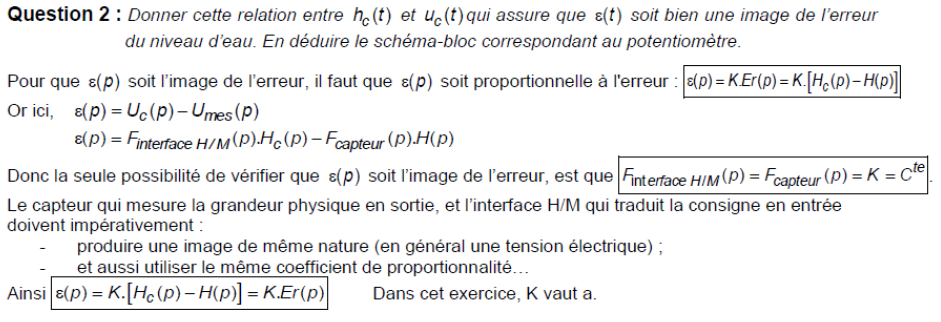 Question 2 : Donner cette relation entre h_c(t) et u_c(t) qui assure que ε(t) soit bien une image de l'erreur
du niveau d'eau. En déduire le schéma-bloc correspondant au potentiomètre.
Pour que ε(p) soit l'image de l'erreur, il faut que ε(p) soit proportionnelle à l'erreur : ε(p) = K.Er(p) = K.[H_c(p) – H(p)]
Or ici, ε(p) = U_c(p) – U_mes(p)
ε(p) = F_interface H/M(p).H_c(p) – F_capteur(p).H(p)
Donc la seule possibilité de vérifier que ε(p) soit l'image de l'erreur, est que F_interface H/M(p) = F_capteur(p) = K = C^te.
Le capteur qui mesure la grandeur physique en sortie, et l'interface H/M qui traduit la consigne en entrée
doivent impérativement :
- produire une image de même nature (en général une tension électrique) ;
- et aussi utiliser le même coefficient de proportionnalité…
Ainsi ε(p) = K.[H_c(p) – H(p)] = K.Er(p) Dans cet exercice, K vaut a.